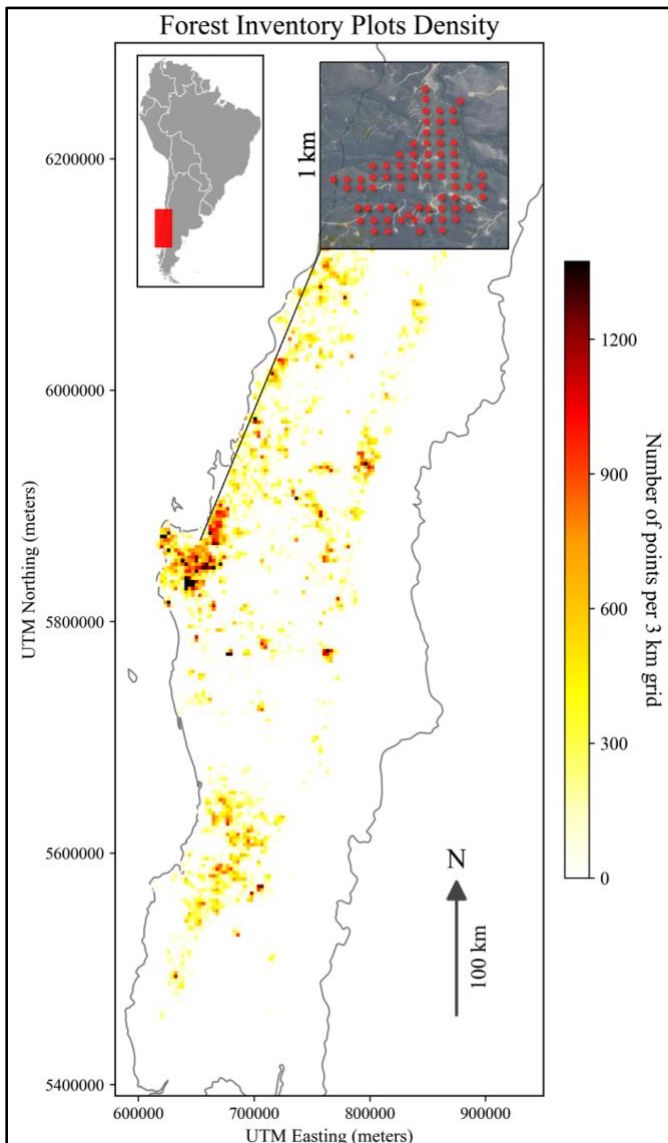 Forest Inventory Plots Density
1 km
6200000
6000000
5800000
5600000
5400000
UTM Northing (meters)
600000
700000
800000
900000
UTM Easting (meters)
N
100 km
1200
900
600
300
0
Number of points per 3 km grid